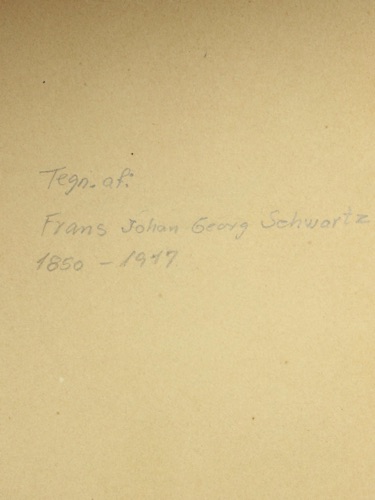 Tegn. af:
Frans Johan Georg Schwartz
1850 - 1917